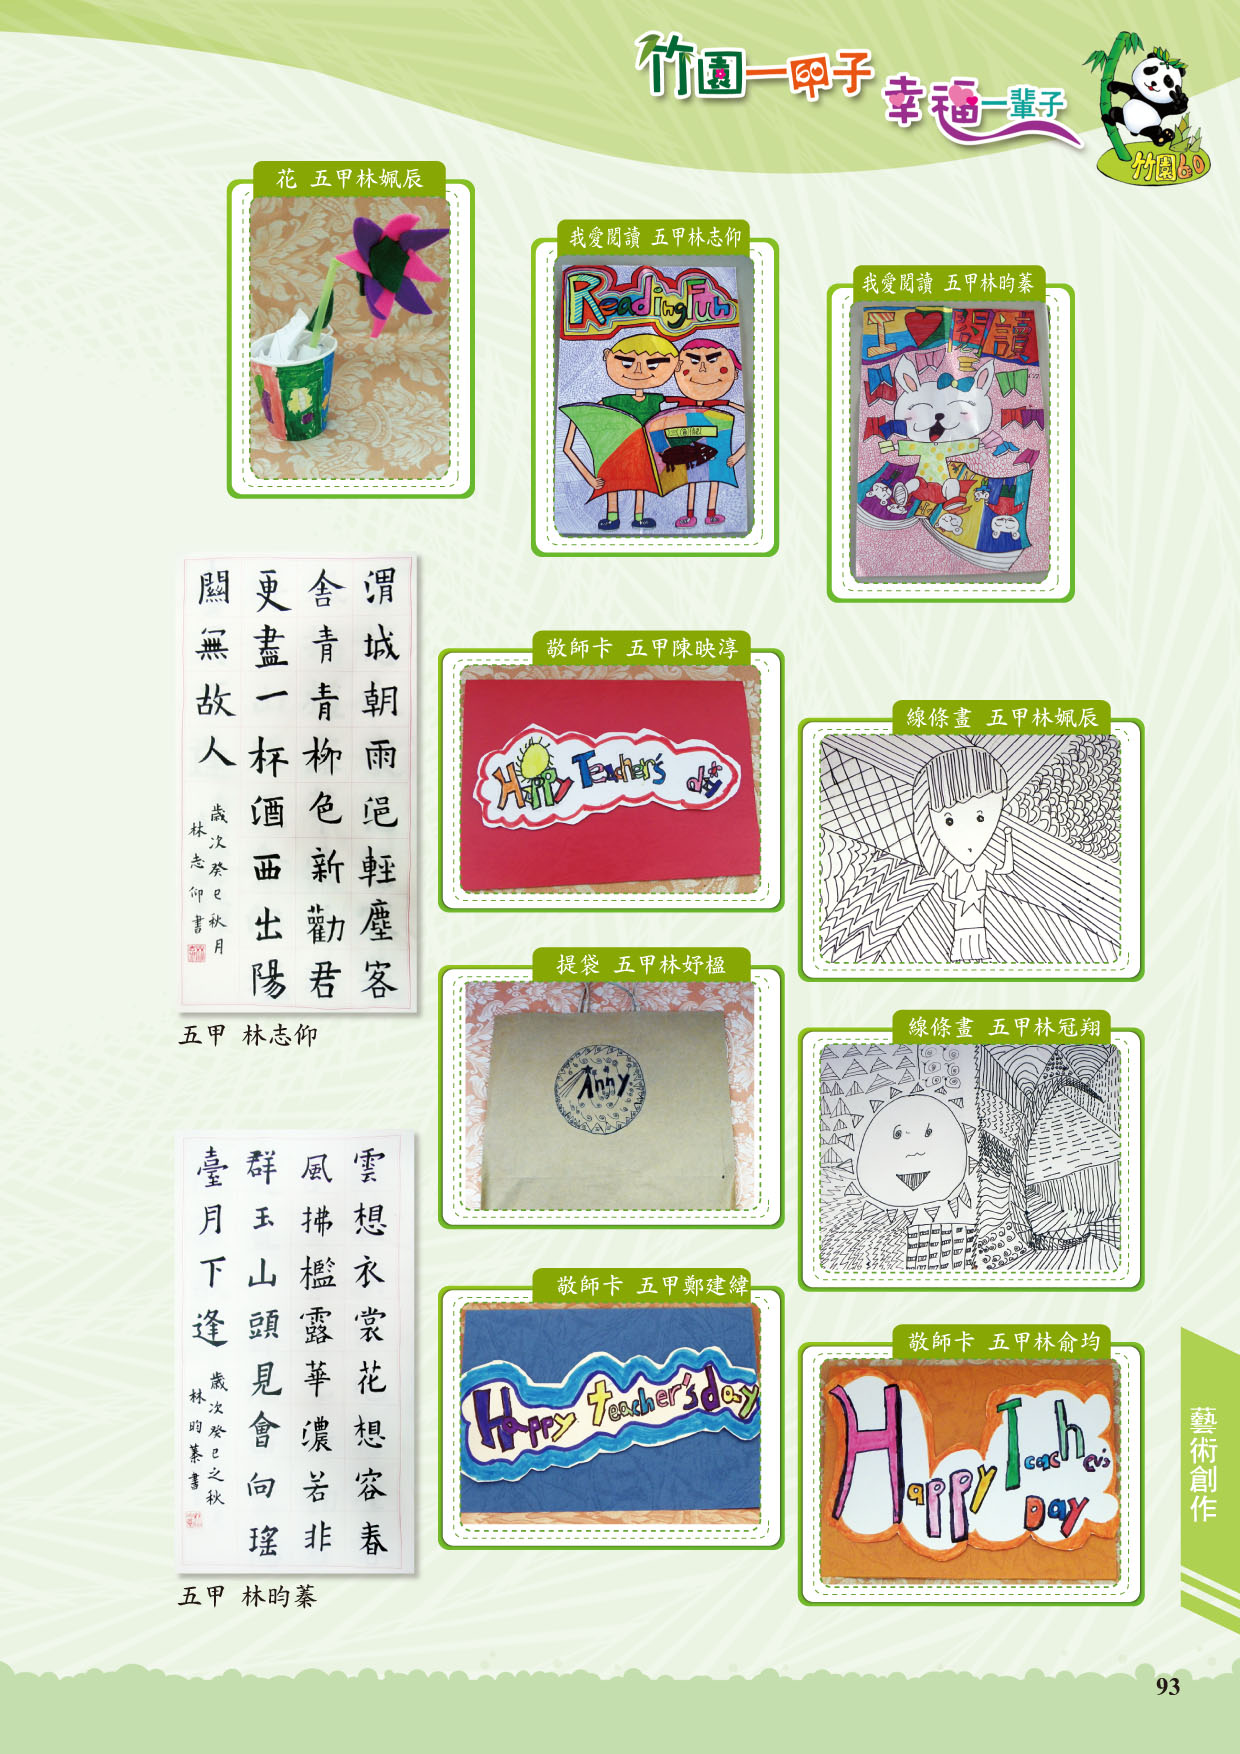 竹園一甲子
幸福一輩子
竹園60
花 五甲林姵辰
我愛閱讀 五甲林志仰
Reading Fun
我愛閱讀 五甲林昀蓁
I 閱讀
渭城朝雨浥輕塵客
舍青青柳色新勸君
更盡一杯酒西出陽
關無故人
歲次癸巳秋月
林志仰書
五甲 林志仰
敬師卡 五甲陳映淳
Happy Teacher's Day
線條畫 五甲林姵辰
提袋 五甲林妤楹
Anny
線條畫 五甲林冠翔
雲想衣裳花想容春
風拂檻露華濃若非
群玉山頭見會向瑤
臺月下逢
歲次癸巳之秋
林昀蓁書
五甲 林昀蓁
敬師卡 五甲鄭建緯
Happy teacher's day
敬師卡 五甲林俞均
Happy Teacher's
Day
藝術創作
93